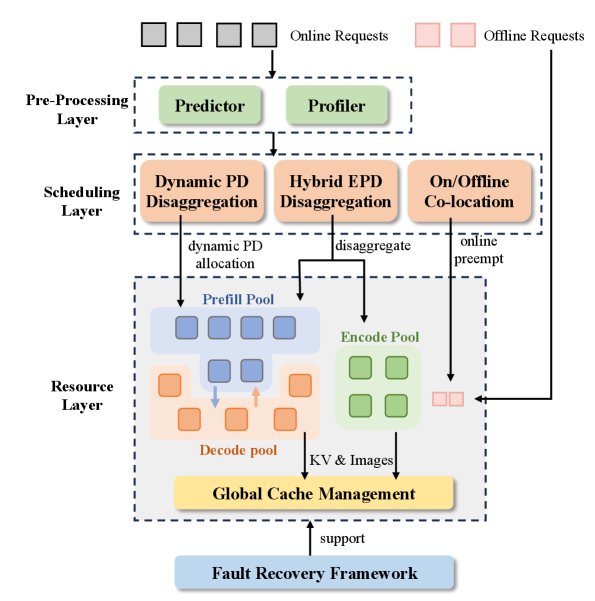 Online Requests
Offline Requests
Pre-Processing
Layer
Predictor
Profiler
Scheduling
Layer
Dynamic PD
Disaggregation
Hybrid EPD
Disaggregation
On/Offline
Co-locatiom
dynamic PD
allocation
disaggregate
online
preempt
Resource
Layer
Prefill Pool
Encode Pool
Decode pool
KV & Images
Global Cache Management
support
Fault Recovery Framework